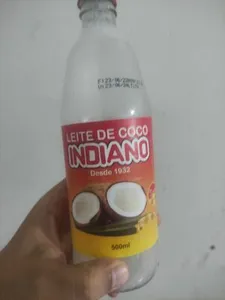 LEITE DE COCO
INDIANO
Desde 1932
500ml